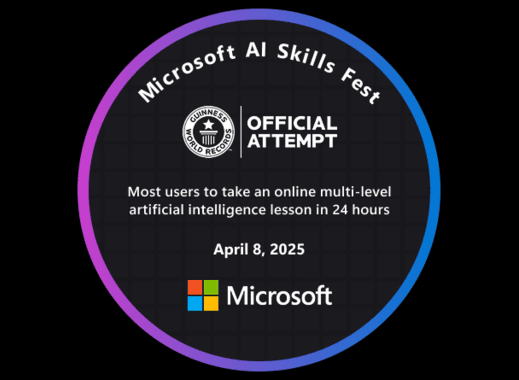 Microsoft AI Skills Fest
GUINNESS
WORLD RECORDS
OFFICIAL
ATTEMPT
Most users to take an online multi-level
artificial intelligence lesson in 24 hours
April 8, 2025
Microsoft